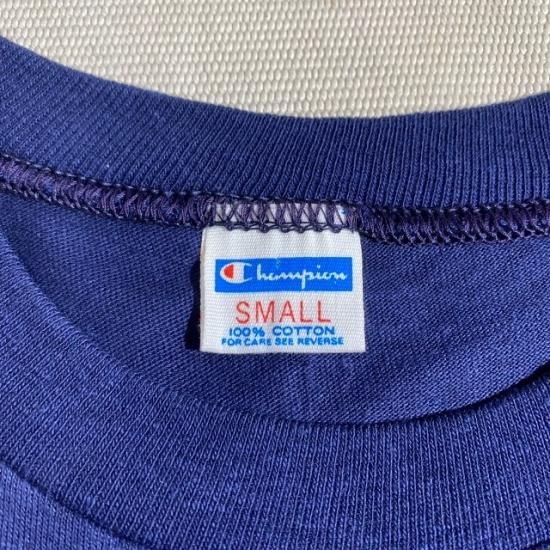 Champion
SMALL
100% COTTON
FOR CARE SEE REVERSE